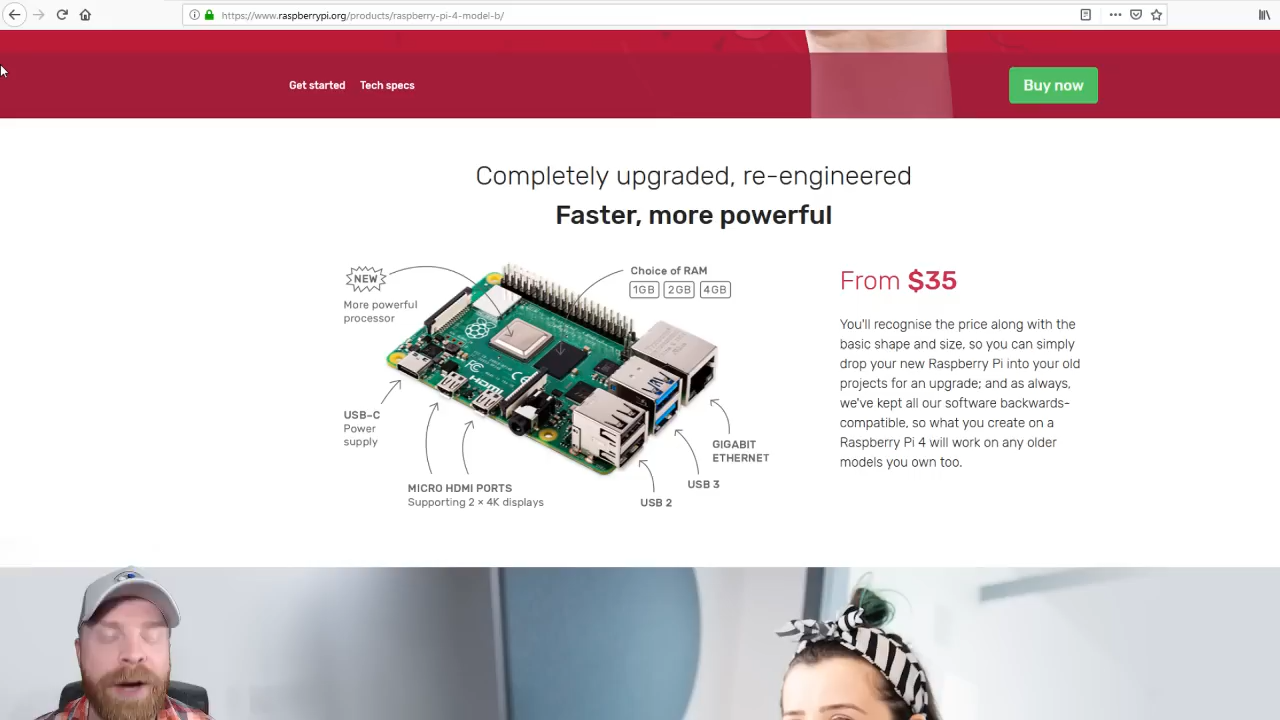 https://www.raspberrypi.org/products/raspberry-pi-4-model-b/
Get started Tech specs
Buy now
Completely upgraded, re-engineered
Faster, more powerful
NEW
More powerful
processor
Choice of RAM
1GB 2GB 4GB
USB-C
Power
supply
MICRO HDMI PORTS
Supporting 2 × 4K displays
USB 2
USB 3
GIGABIT
ETHERNET
HDMI
FC CE
From $35
You'll recognise the price along with the
basic shape and size, so you can simply
drop your new Raspberry Pi into your old
projects for an upgrade; and as always,
we've kept all our software backwards-
compatible, so what you create on a
Raspberry Pi 4 will work on any older
models you own too.